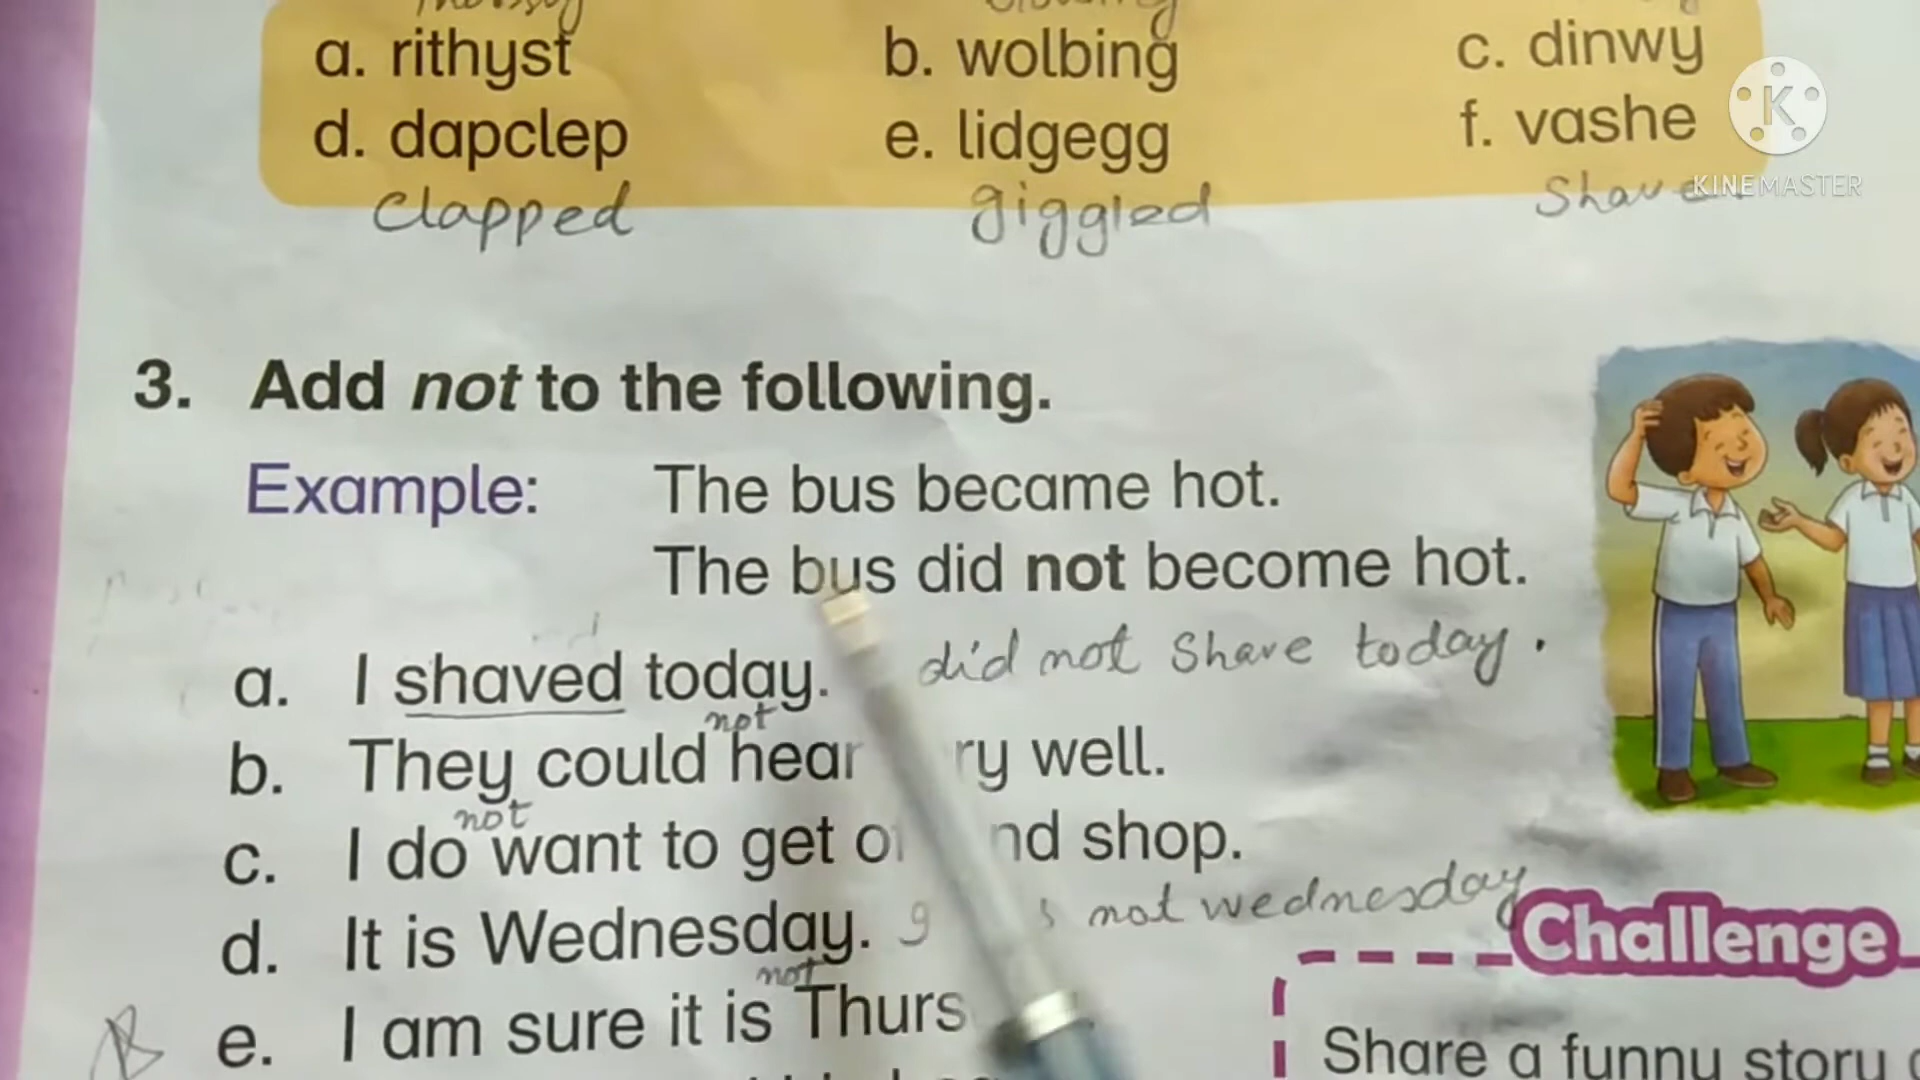 a. rithyst b. wolbing c. dinwy
d. dapclep e. lidgegg f. vashe
KINEMASTER
Clapped giggled
3. Add not to the following.
Example: The bus became hot.
The bus did not become hot.
a. I shaved today. did not Shave today.
not
b. They could hear well.
not
c. I do want to get shop.
d. It is Wednesday. not wednesday
not
e. I am sure it is
Challenge
Share a funny story